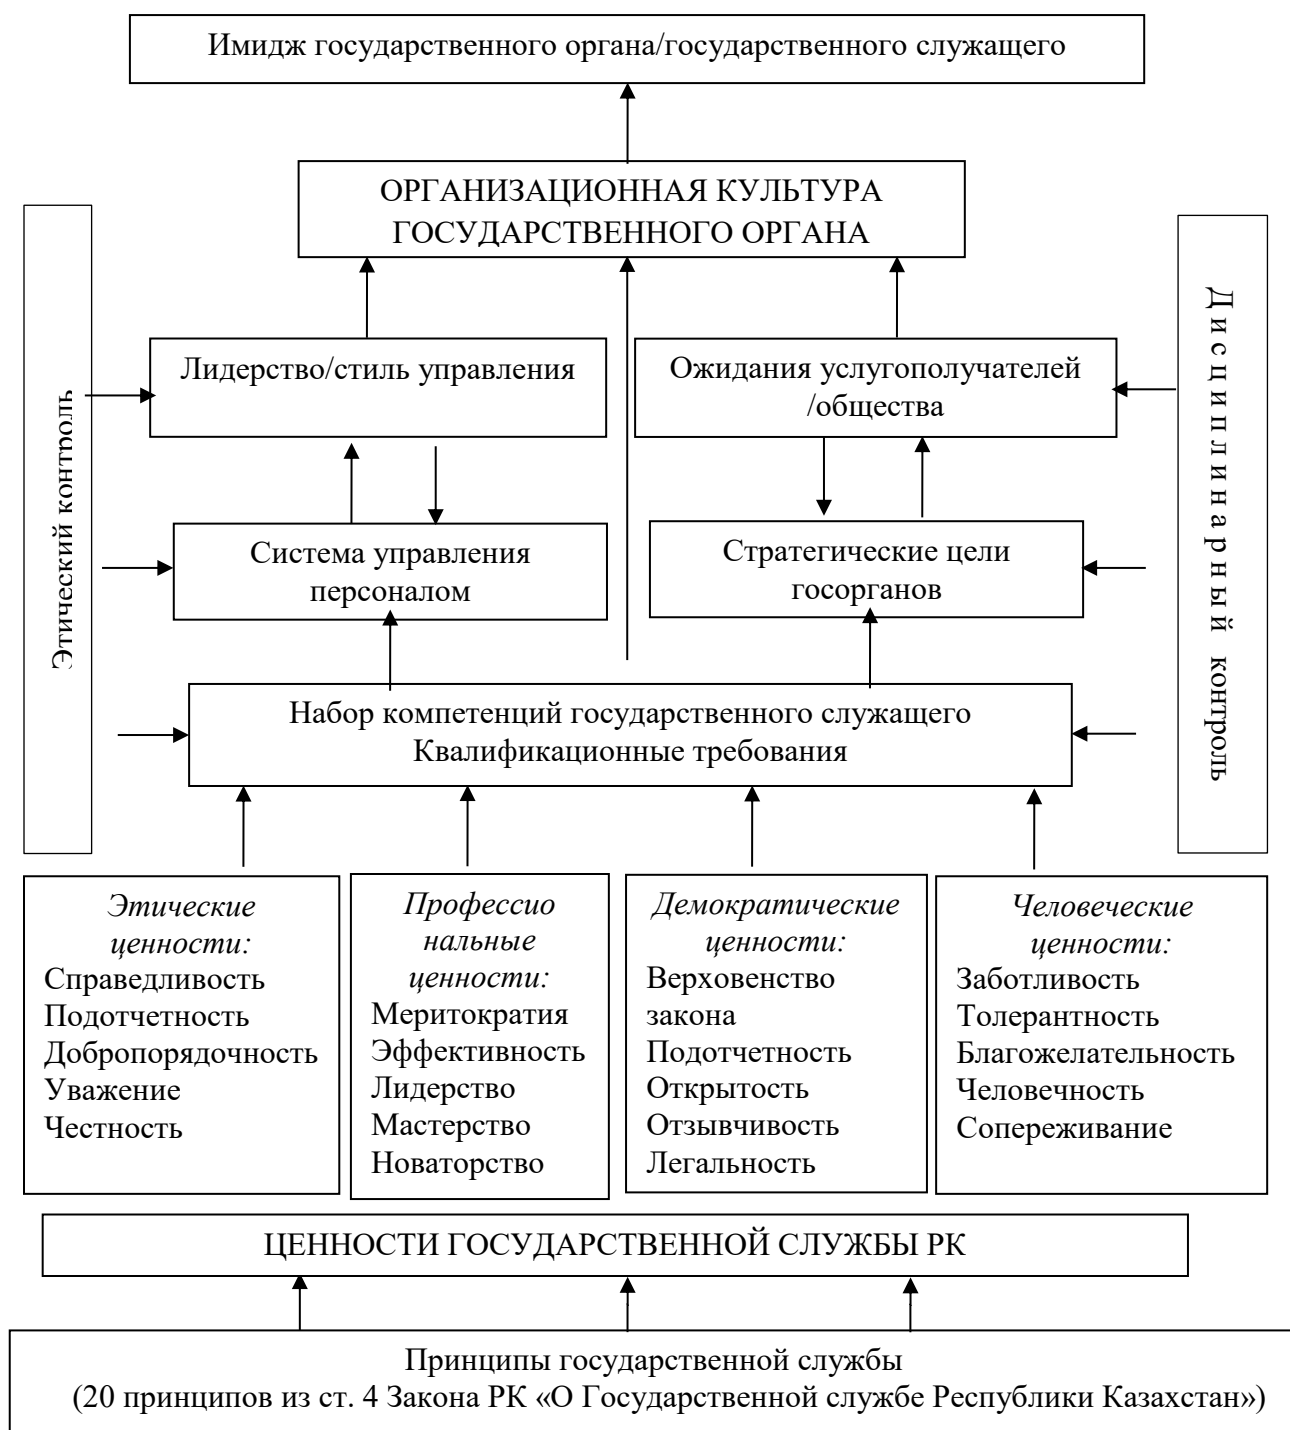 Имидж государственного органа/государственного служащего
ОРГАНИЗАЦИОННАЯ КУЛЬТУРА
ГОСУДАРСТВЕННОГО ОРГАНА
Этический контроль
Дисциплинарный контроль
Лидерство/стиль управления
Ожидания услугополучателей
/общества
Система управления
персоналом
Стратегические цели
госорганов
Набор компетенций государственного служащего
Квалификационные требования
Этические
ценности:
Справедливость
Подотчетность
Добропорядочность
Уважение
Честность
Профессио
нальные
ценности:
Меритократия
Эффективность
Лидерство
Мастерство
Новаторство
Демократические
ценности:
Верховенство
закона
Подотчетность
Открытость
Отзывчивость
Легальность
Человеческие
ценности:
Заботливость
Толерантность
Благожелательность
Человечность
Сопереживание
ЦЕННОСТИ ГОСУДАРСТВЕННОЙ СЛУЖБЫ РК
Принципы государственной службы
(20 принципов из ст. 4 Закона РК «О Государственной службе Республики Казахстан»)